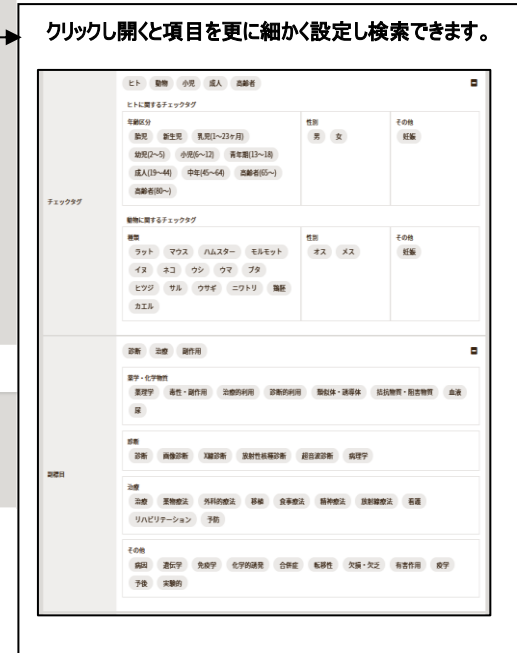 クリックし開くと項目を更に細かく設定し検索できます。
チェックタグ
ヒト 動物 小児 成人 高齢者
ヒトに関するチェックタグ
年齢区分
胎児 新生児 乳児(1～23ヶ月)
幼児(2～5) 小児(6～12) 青年期(13～18)
成人(19～44) 中年(45～64) 高齢者(65～)
高齢者(80～)
性別
男 女
その他
妊娠
動物に関するチェックタグ
種類
ラット マウス ハムスター モルモット
イヌ ネコ ウシ ウマ ブタ
ヒツジ サル ウサギ ニワトリ 鶏胚
カエル
性別
オス メス
その他
妊娠
副標目
診断 治療 副作用
薬学・化学物質
薬理学 毒性・副作用 治療的利用 診断的利用 類似体・誘導体 拮抗物質・阻害物質 血液
尿
診断
診断 画像診断 X線診断 放射性核種診断 超音波診断 病理学
治療
治療 薬物療法 外科的療法 移植 食事療法 精神療法 放射線療法 看護
リハビリテーション 予防
その他
病因 遺伝学 免疫学 化学的誘発 合併症 転移性 欠損・欠乏 有害作用 疫学
予後 実験的